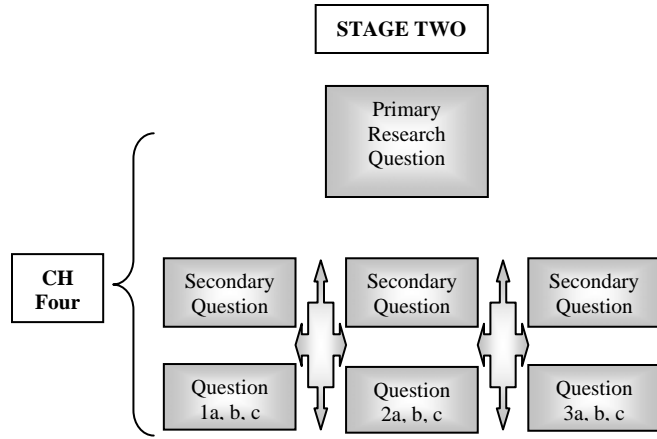 STAGE TWO
Primary
Research
Question
CH
Four
Secondary
Question
Secondary
Question
Secondary
Question
Question
1a, b, c
Question
2a, b, c
Question
3a, b, c